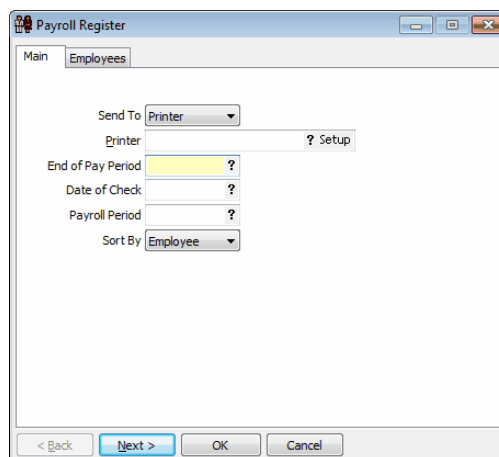 Payroll Register
Main Employees
Send To Printer
Printer ? Setup
End of Pay Period ?
Date of Check ?
Payroll Period ?
Sort By Employee
< Back Next > OK Cancel